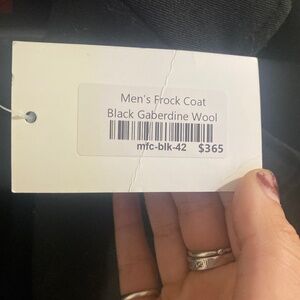 Men's Frock Coat
Black Gaberdine Wool
mfc-blk-42 $365